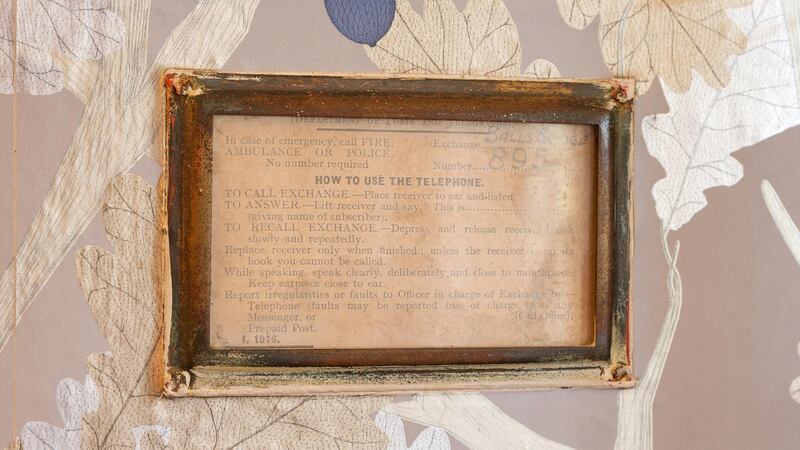 (DEPARTMENT OF POSTS AND
In case of emergency, call FIRE, Exchange BALLSBRIDGE
AMBULANCE OR POLICE.
No number required Number 895
HOW TO USE THE TELEPHONE.
TO CALL EXCHANGE.—Place receiver to ear and listen
TO ANSWER.—Lift receiver and say, " This is....................
(giving name of subscriber).
TO RECALL EXCHANGE.—Depress and release receiver hook
slowly and repeatedly.
Replace receiver only when finished; unless the receiver is on its
hook you cannot be called.
While speaking, speak clearly, deliberately and close to mouthpiece.
Keep earpiece close to ear.
Report irregularities or faults to Officer in charge of Exchange by—
Telephone (faults may be reported free of charge from any
Messenger, or (Call Office).
Prepaid Post.
I. 1016.